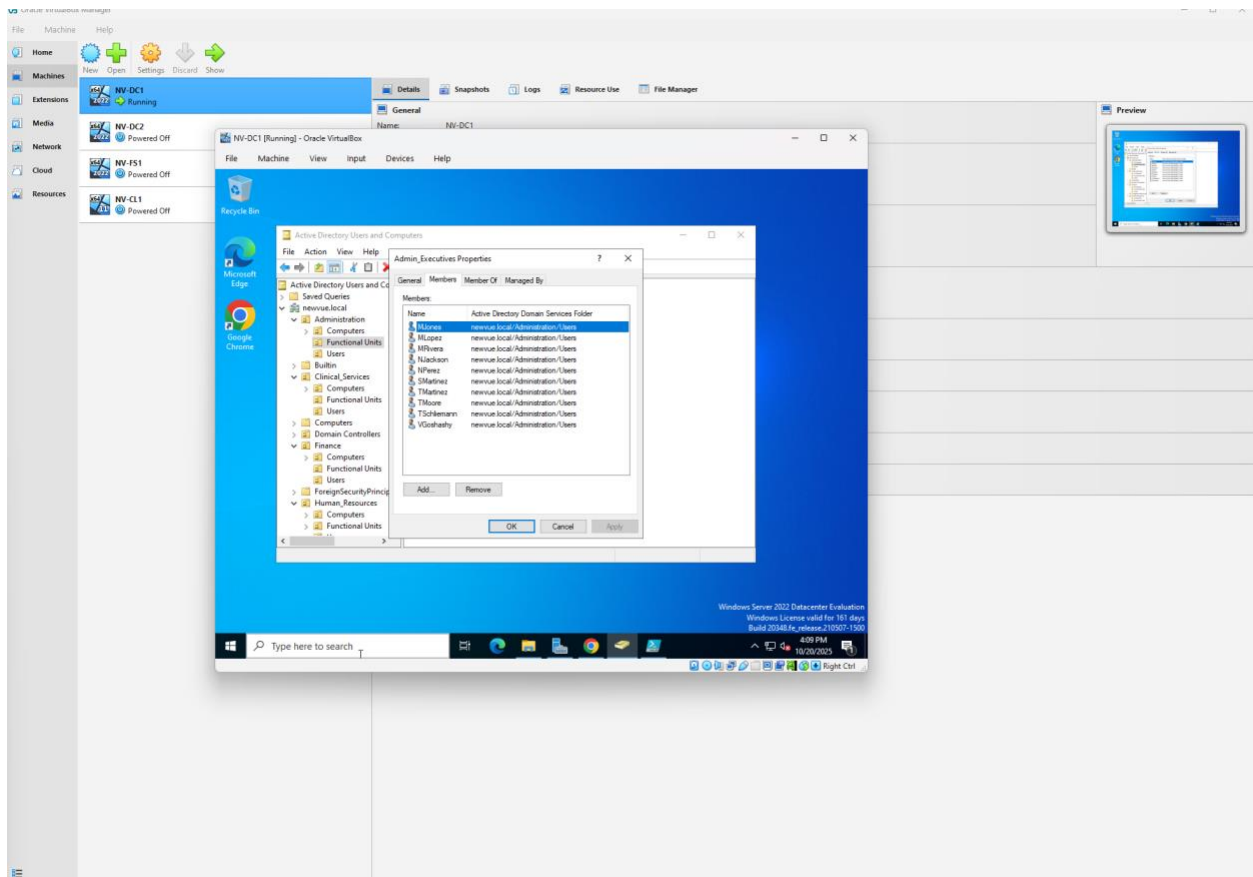 Oracle VirtualBox Manager
File Machine Help
Home
Machines
Extensions
Media
Network
Cloud
Resources
New Open Settings Discard Show
NV-DC1
Running
NV-DC2
Powered Off
NV-FS1
Powered Off
NV-CL1
Powered Off
Details Snapshots Logs Resource Use File Manager
General
Name: NV-DC1
Preview
NV-DC1 [Running] - Oracle VirtualBox
File Machine View Input Devices Help
Recycle Bin
Microsoft Edge
Google Chrome
Active Directory Users and Computers
File Action View Help
Active Directory Users and Co
Saved Queries
newvue.local
Administration
Computers
Functional Units
Users
Builtin
Clinical_Services
Computers
Functional Units
Users
Computers
Domain Controllers
Finance
Computers
Functional Units
Users
ForeignSecurityPrincip
Human_Resources
Computers
Functional Units
Admin_Executives Properties ?
General Members Member Of Managed By
Members:
Name Active Directory Domain Services Folder
MJones newvue.local/Administration/Users
MLopez newvue.local/Administration/Users
MRivera newvue.local/Administration/Users
NJackson newvue.local/Administration/Users
NPerez newvue.local/Administration/Users
SMartinez newvue.local/Administration/Users
TMartinez newvue.local/Administration/Users
TMoore newvue.local/Administration/Users
TSchliemann newvue.local/Administration/Users
VGoshashy newvue.local/Administration/Users
Add... Remove
OK Cancel Apply
Windows Server 2022 Datacenter Evaluation
Windows License valid for 161 days
Build 20348.fe_release.210507-1500
Type here to search
4:09 PM
10/20/2025
Right Ctrl